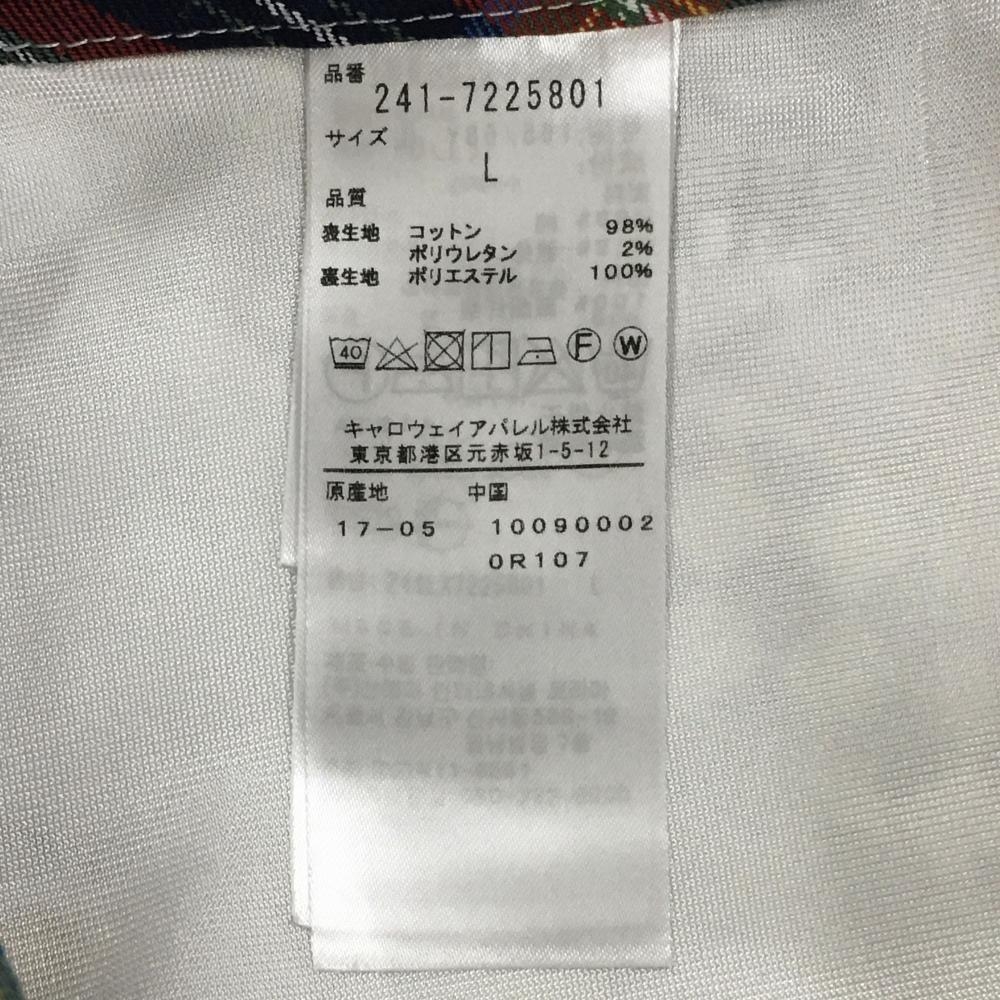 品番
241-7225801
サイズ
L
品質
表生地 コットン 98%
ポリウレタン 2%
裏生地 ポリエステル 100%
40 F W
キャロウェイアパレル株式会社
東京都港区元赤坂1-5-12
原産地 中国
17-05 10090002
0R107